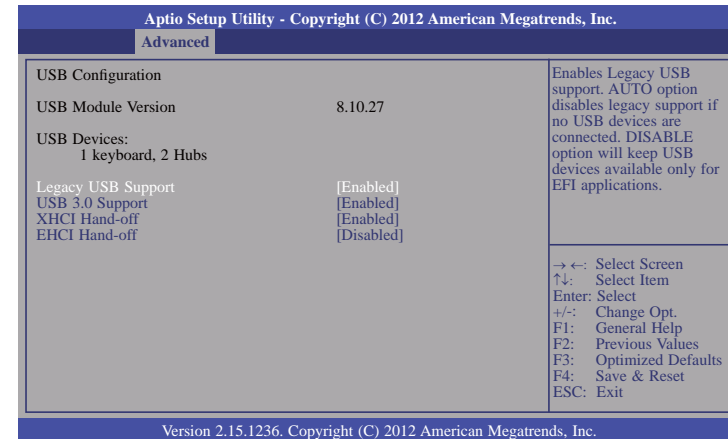 Aptio Setup Utility - Copyright (C) 2012 American Megatrends, Inc.
Advanced
USB Configuration
USB Module Version 8.10.27
USB Devices:
1 keyboard, 2 Hubs
Legacy USB Support [Enabled]
USB 3.0 Support [Enabled]
XHCI Hand-off [Enabled]
EHCI Hand-off [Disabled]
Enables Legacy USB
support. AUTO option
disables legacy support if
no USB devices are
connected. DISABLE
option will keep USB
devices available only for
EFI applications.
→ ←: Select Screen
↑↓: Select Item
Enter: Select
+/-: Change Opt.
F1: General Help
F2: Previous Values
F3: Optimized Defaults
F4: Save & Reset
ESC: Exit
Version 2.15.1236. Copyright (C) 2012 American Megatrends, Inc.